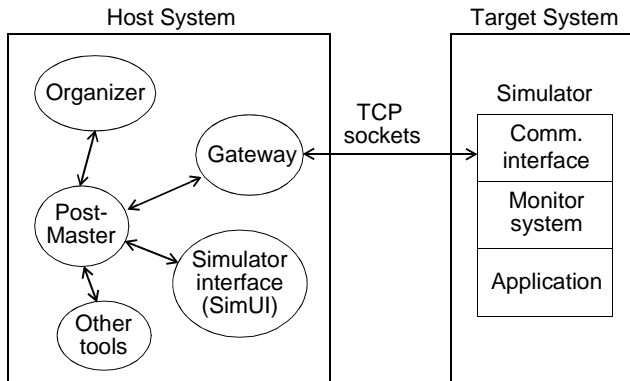 Host System
Target System
Organizer
TCP
sockets
Simulator
Gateway
Comm.
interface
Post-
Master
Monitor
system
Simulator
interface
(SimUI)
Application
Other
tools